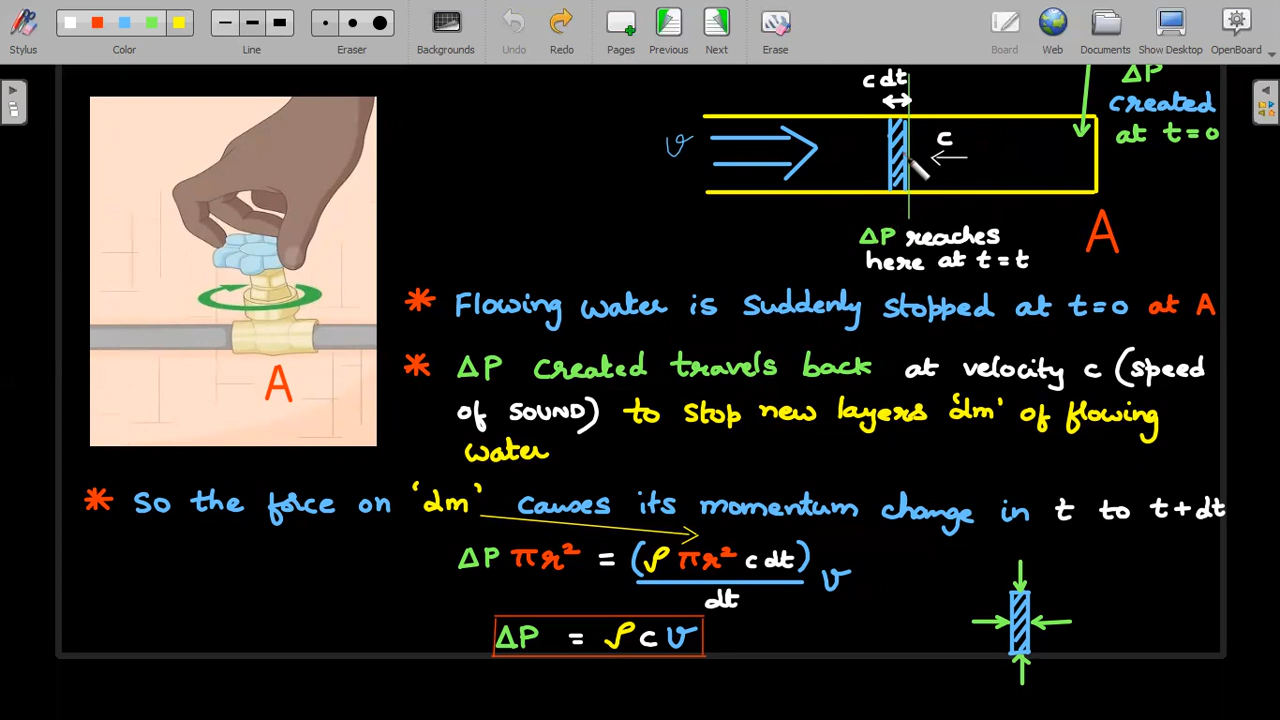 Stylus
Color
Line
Eraser
Backgrounds
Undo
Redo
Pages
Previous
Next
Erase
Board
Web
Documents
Show Desktop
OpenBoard
c dt
ΔP
created
at t=0
v
c
A
ΔP reaches
here at t=t
* Flowing water is suddenly stopped at t=0 at A
* ΔP created travels back at velocity c (speed
of SOUND) to stop new layers 'dm' of flowing
water
A
* So the force on 'dm' causes its momentum change in t to t+dt
ΔP πr² = (ρ πr² c dt) v
dt
ΔP = ρ c v